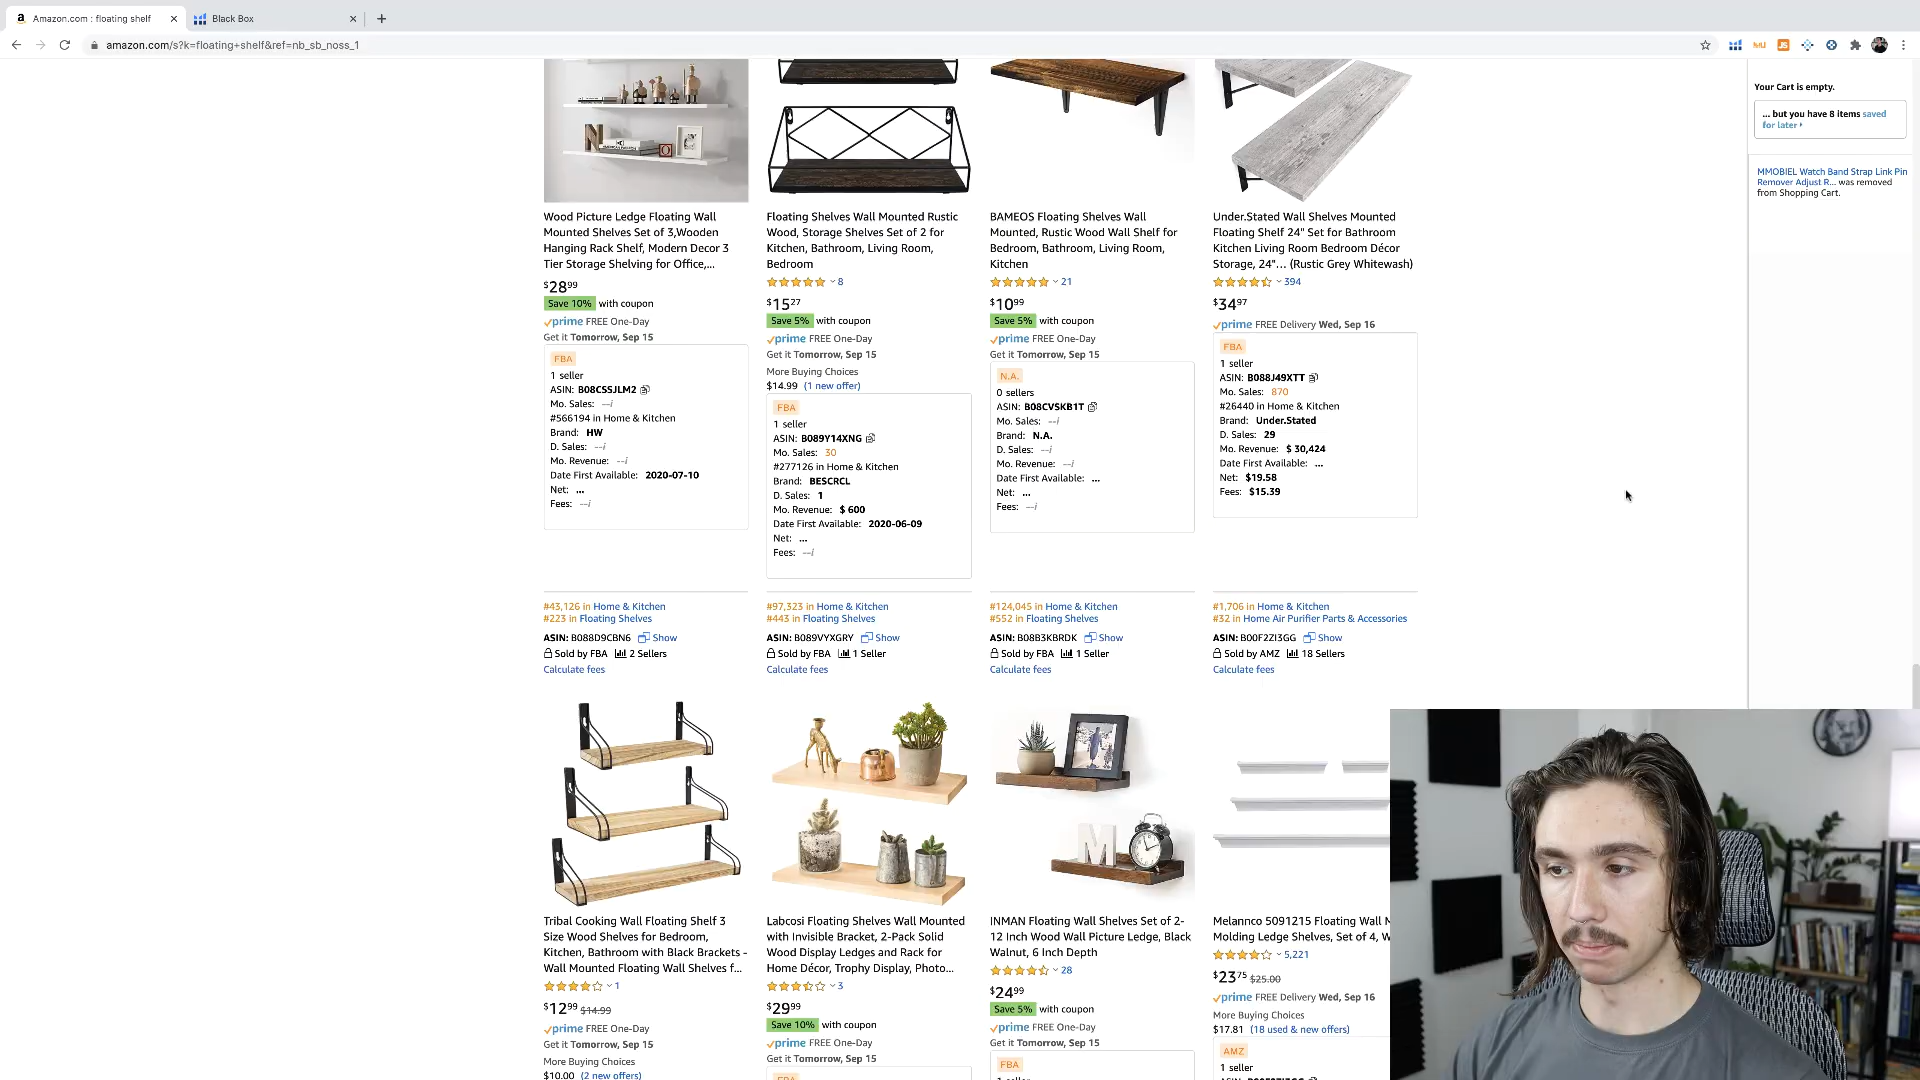 Amazon.com : floating shelf
Black Box
amazon.com/s?k=floating+shelf&ref=nb_sb_noss_1
Your Cart is empty.
... but you have 8 items saved
for later
MMOBIEL Watch Band Strap Link Pin
Remover Adjust R... was removed
from Shopping Cart.
Wood Picture Ledge Floating Wall
Mounted Shelves Set of 3,Wooden
Hanging Rack Shelf, Modern Decor 3
Tier Storage Shelving for Office,...
$28.99
Save 10% with coupon
prime FREE One-Day
Get it Tomorrow, Sep 15
FBA
1 seller
ASIN: B08CSSJLM2
Mo. Sales: --i
#566194 in Home & Kitchen
Brand: HW
D. Sales: --i
Mo. Revenue: --i
Date First Available: 2020-07-10
Net: ...
Fees: --i
Floating Shelves Wall Mounted Rustic
Wood, Storage Shelves Set of 2 for
Kitchen, Bathroom, Living Room,
Bedroom
8
$15.27
Save 5% with coupon
prime FREE One-Day
Get it Tomorrow, Sep 15
More Buying Choices
$14.99 (1 new offer)
FBA
1 seller
ASIN: B089Y14XNG
Mo. Sales: 30
#277126 in Home & Kitchen
Brand: BESCRCL
D. Sales: 1
Mo. Revenue: $ 600
Date First Available: 2020-06-09
Net: ...
Fees: --i
BAMEOS Floating Shelves Wall
Mounted, Rustic Wood Wall Shelf for
Bedroom, Bathroom, Living Room,
Kitchen
21
$10.99
Save 5% with coupon
prime FREE One-Day
Get it Tomorrow, Sep 15
N.A.
0 sellers
ASIN: B08CVSKB1T
Mo. Sales: --i
Brand: N.A.
D. Sales: --i
Mo. Revenue: --i
Date First Available: ...
Net: ...
Fees: --i
Under.Stated Wall Shelves Mounted
Floating Shelf 24" Set for Bathroom
Kitchen Living Room Bedroom Décor
Storage, 24"... (Rustic Grey Whitewash)
394
$34.97
prime FREE Delivery Wed, Sep 16
FBA
1 seller
ASIN: B088J49XTT
Mo. Sales: 870
#26440 in Home & Kitchen
Brand: Under.Stated
D. Sales: 29
Mo. Revenue: $ 30,424
Date First Available: ...
Net: $19.58
Fees: $15.39
#43,126 in Home & Kitchen
#223 in Floating Shelves
ASIN: B088D9CBN6 Show
Sold by FBA 2 Sellers
Calculate fees
#97,323 in Home & Kitchen
#443 in Floating Shelves
ASIN: B089VYXGRY Show
Sold by FBA 1 Seller
Calculate fees
#124,045 in Home & Kitchen
#552 in Floating Shelves
ASIN: B08B3KBRDK Show
Sold by FBA 1 Seller
Calculate fees
#1,706 in Home & Kitchen
#32 in Home Air Purifier Parts & Accessories
ASIN: B00F2ZI3GG Show
Sold by AMZ 18 Sellers
Calculate fees
Tribal Cooking Wall Floating Shelf 3
Size Wood Shelves for Bedroom,
Kitchen, Bathroom with Black Brackets -
Wall Mounted Floating Wall Shelves f...
1
$12.99 $14.99
prime FREE One-Day
Get it Tomorrow, Sep 15
More Buying Choices
$10.00 (2 new offers)
Labcosi Floating Shelves Wall Mounted
with Invisible Bracket, 2-Pack Solid
Wood Display Ledges and Rack for
Home Décor, Trophy Display, Photo...
3
$29.99
Save 10% with coupon
prime FREE One-Day
Get it Tomorrow, Sep 15
INMAN Floating Wall Shelves Set of 2-
12 Inch Wood Wall Picture Ledge, Black
Walnut, 6 Inch Depth
28
$24.99
Save 5% with coupon
prime FREE One-Day
Get it Tomorrow, Sep 15
FBA
Melannco 5091215 Floating Wall M
Molding Ledge Shelves, Set of 4, W
5,221
$23.75 $25.00
prime FREE Delivery Wed, Sep 16
More Buying Choices
$17.81 (18 used & new offers)
AMZ
1 seller